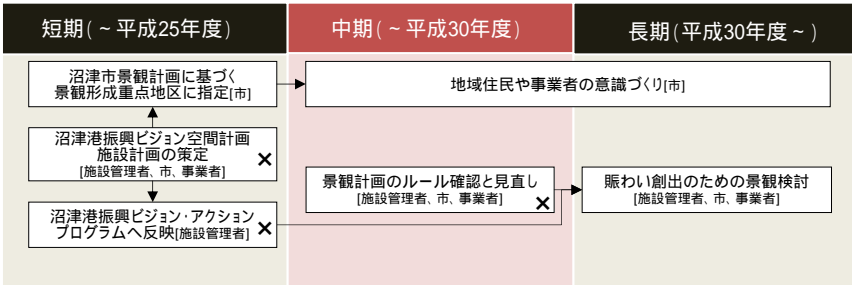 短期(~平成25年度)
中期(~平成30年度)
長期(平成30年度~)
沼津市景観計画に基づく
景観形成重点地区に指定[市]
地域住民や事業者の意識づくり[市]
沼津港振興ビジョン空間計画
施設計画の策定
[施設管理者、市、事業者]
×
景観計画のルール確認と見直し
[施設管理者、市、事業者]
×
賑わい創出のための景観検討
[施設管理者、市、事業者]
沼津港振興ビジョン・アクション
プログラムへ反映[施設管理者]
×